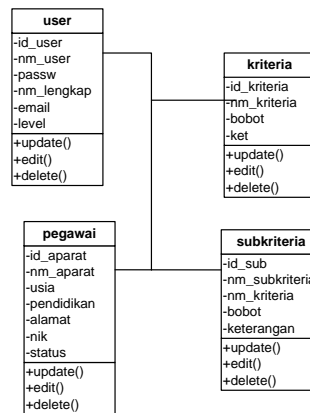 user
-id_user
-nm_user
-passw
-nm_lengkap
-email
-level
+update()
+edit()
+delete()
kriteria
-id_kriteria
-nm_kriteria
-bobot
-ket
+update()
+edit()
+delete()
pegawai
-id_aparat
-nm_aparat
-usia
-pendidikan
-alamat
-nik
-status
+update()
+edit()
+delete()
subkriteria
-id_sub
-nm_subkriteria
-nm_kriteria
-bobot
-keterangan
+update()
+edit()
+delete()